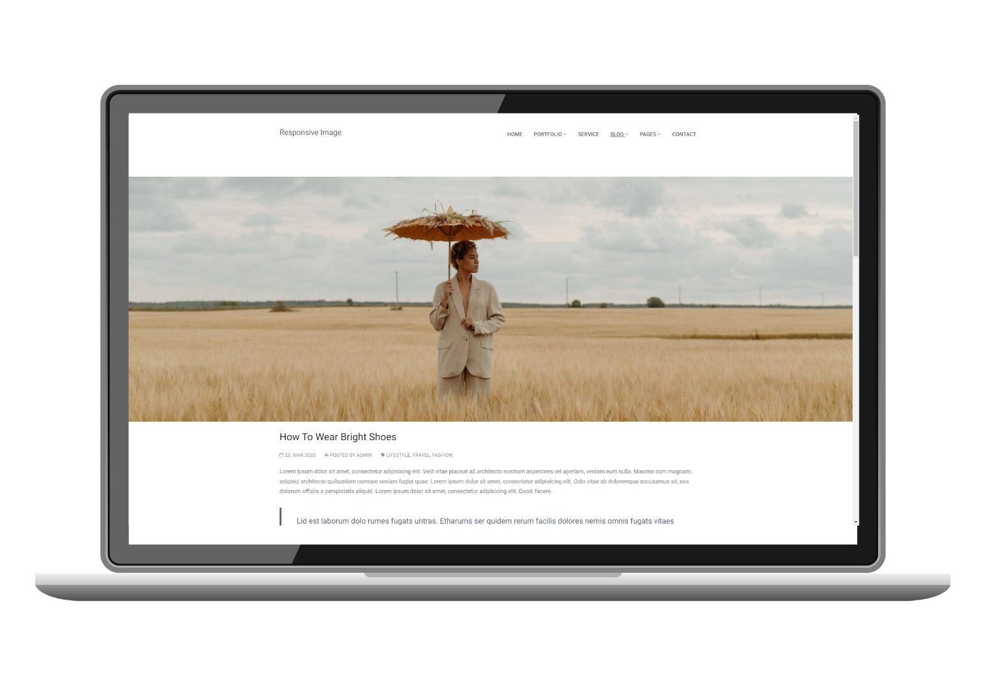 Responsive Image
HOME PORTFOLIO SERVICE BLOG PAGES CONTACT
How To Wear Bright Shoes
20, MAR 2020 POSTED BY ADMIN LIFESTYLE, TRAVEL, FASHION
Lorem ipsum dolor sit amet, consectetur adipisicing elit. Velit vitae placeat ad architecto nostrum asperiores vel aperiam, veniam eum nulla. Maxime cum magnam,
adipisci architecto quibusdam cumque veniam fugiat quae. Lorem ipsum dolor sit amet, consectetur adipisicing elit. Odio vitae ab doloremque accusamus sit, eos
dolorum officiis a perspiciatis aliquid. Lorem ipsum dolor sit amet, consectetur adipisicing elit. Quod, facere.
Lid est laborum dolo rumes fugats untras. Etharums ser quidem rerum facilis dolores nemis omnis fugats vitaes